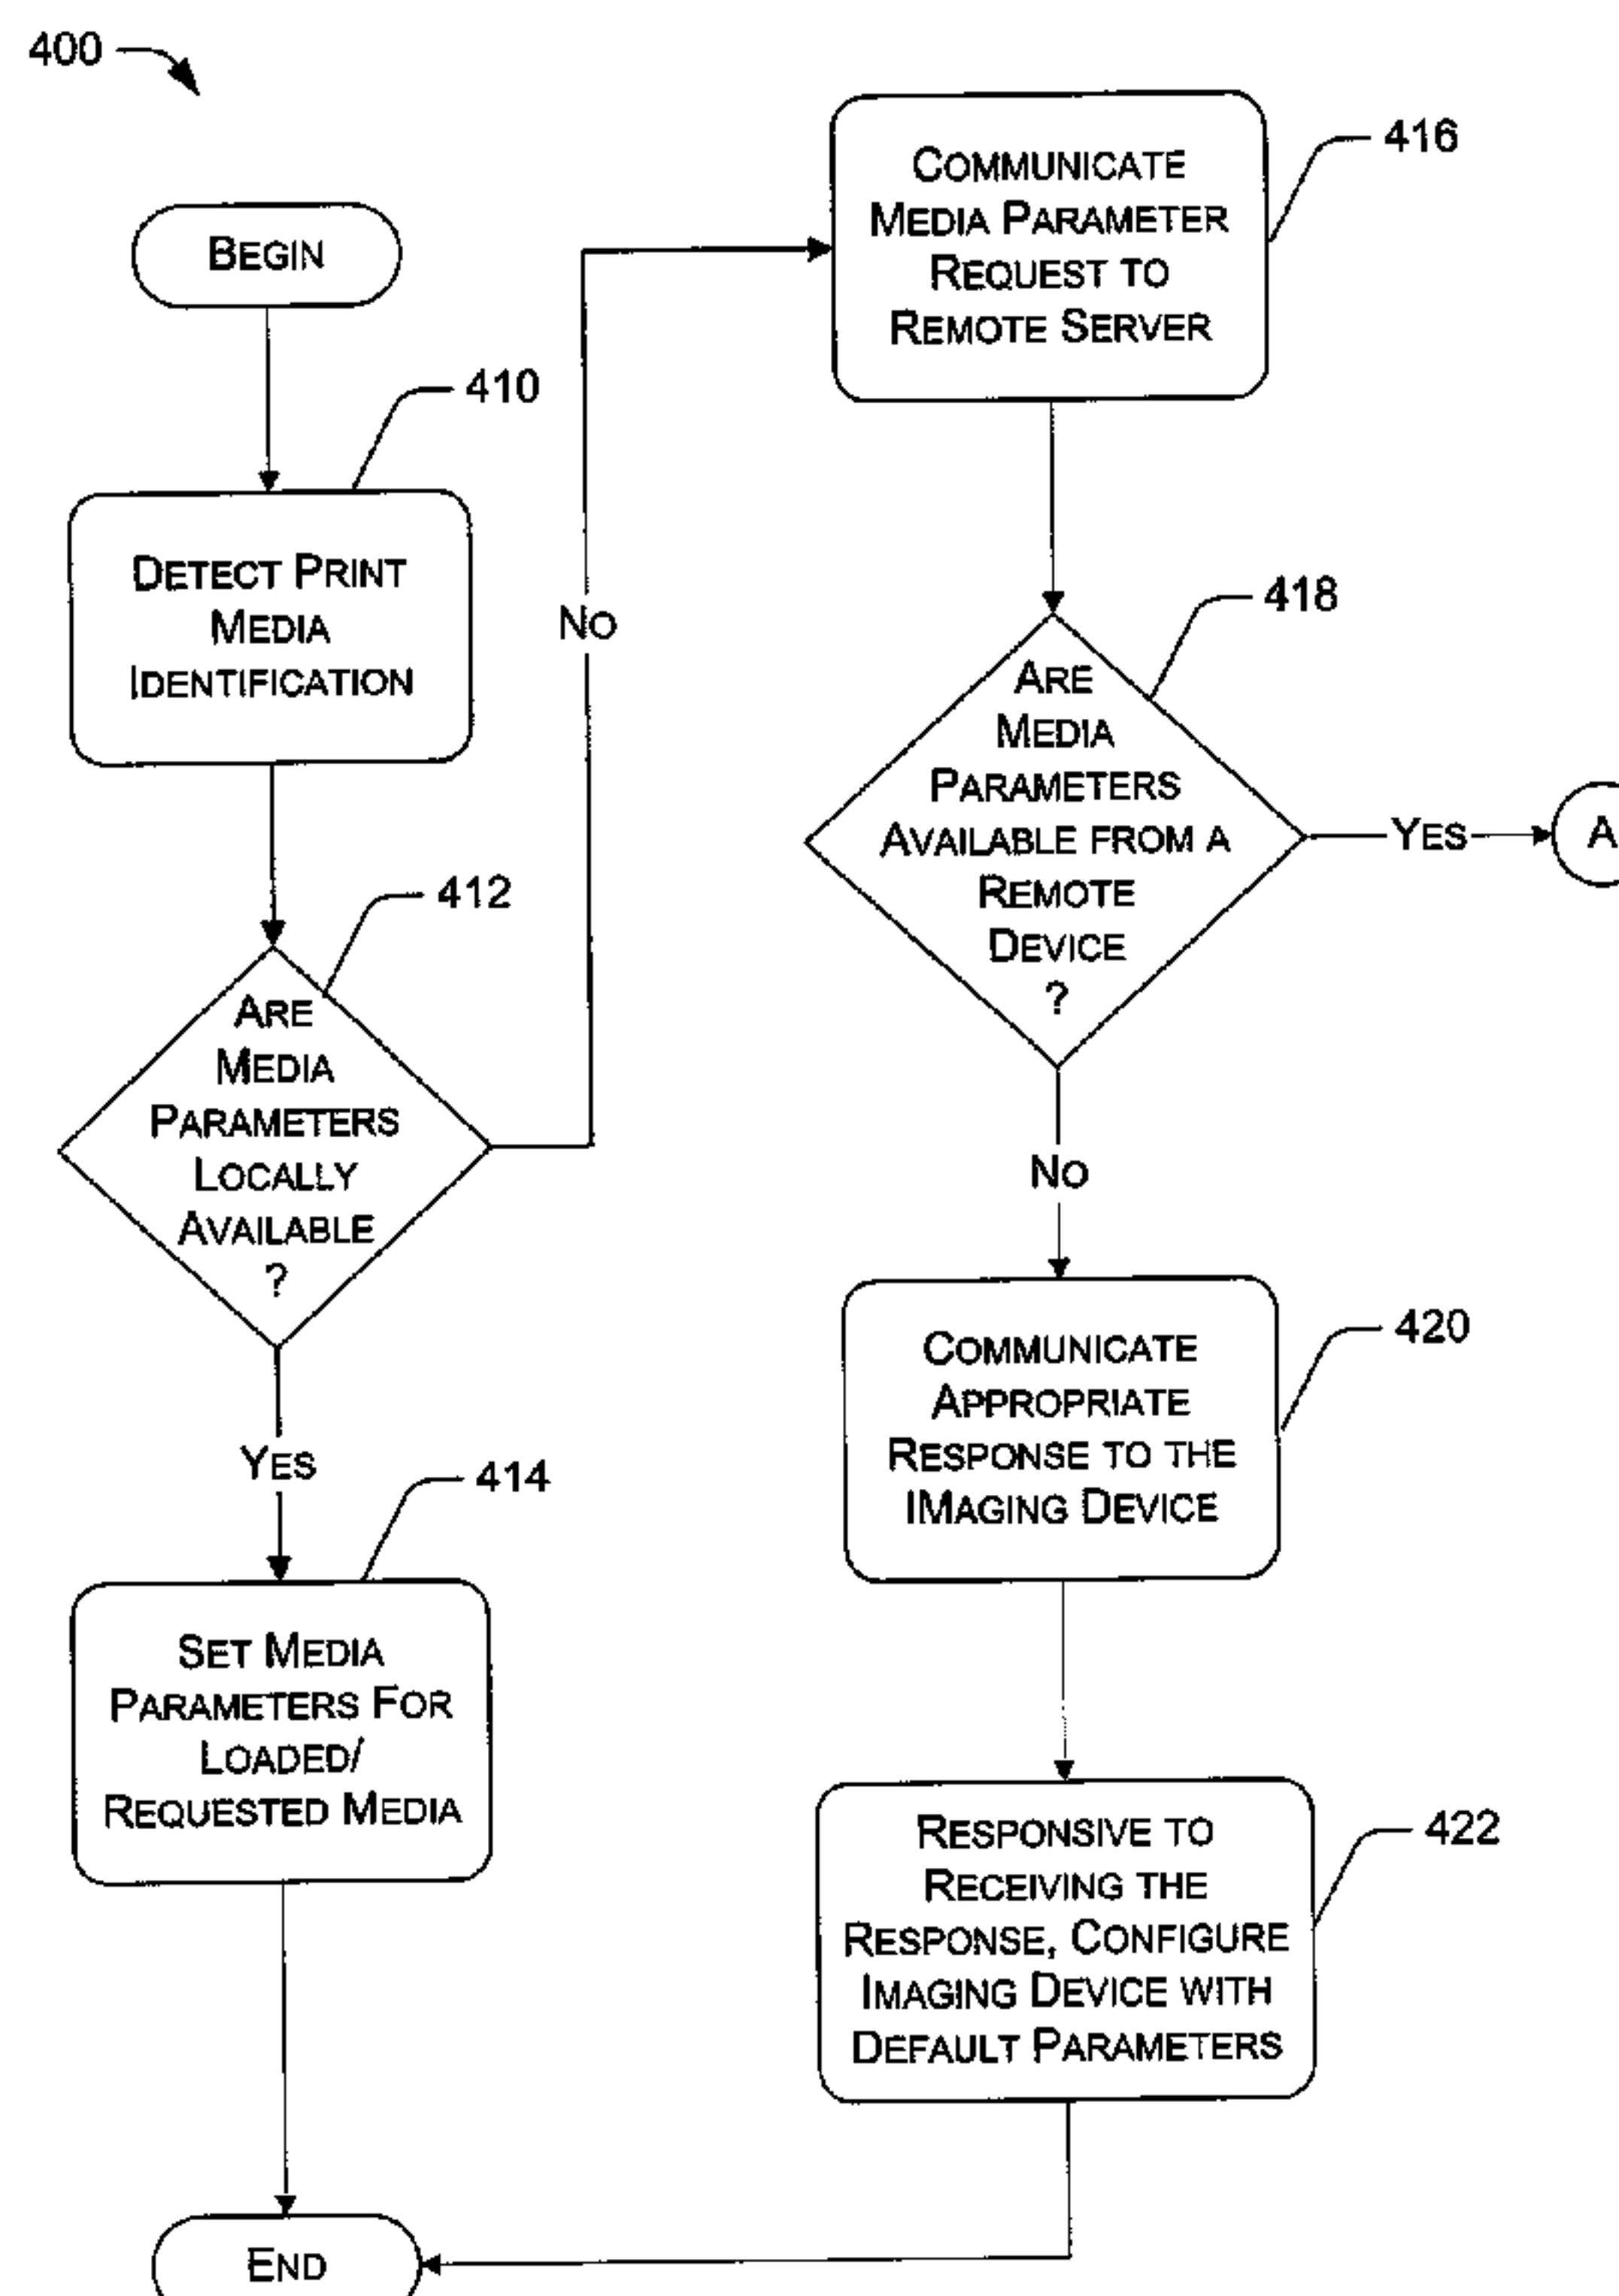 400
BEGIN
410
DETECT PRINT
MEDIA
IDENTIFICATION
412
ARE
MEDIA
PARAMETERS
LOCALLY
AVAILABLE
?
NO
YES
414
SET MEDIA
PARAMETERS FOR
LOADED/
REQUESTED MEDIA
END
416
COMMUNICATE
MEDIA PARAMETER
REQUEST TO
REMOTE SERVER
418
ARE
MEDIA
PARAMETERS
AVAILABLE FROM A
REMOTE
DEVICE
?
YES
A
NO
420
COMMUNICATE
APPROPRIATE
RESPONSE TO THE
IMAGING DEVICE
422
RESPONSIVE TO
RECEIVING THE
RESPONSE, CONFIGURE
IMAGING DEVICE WITH
DEFAULT PARAMETERS